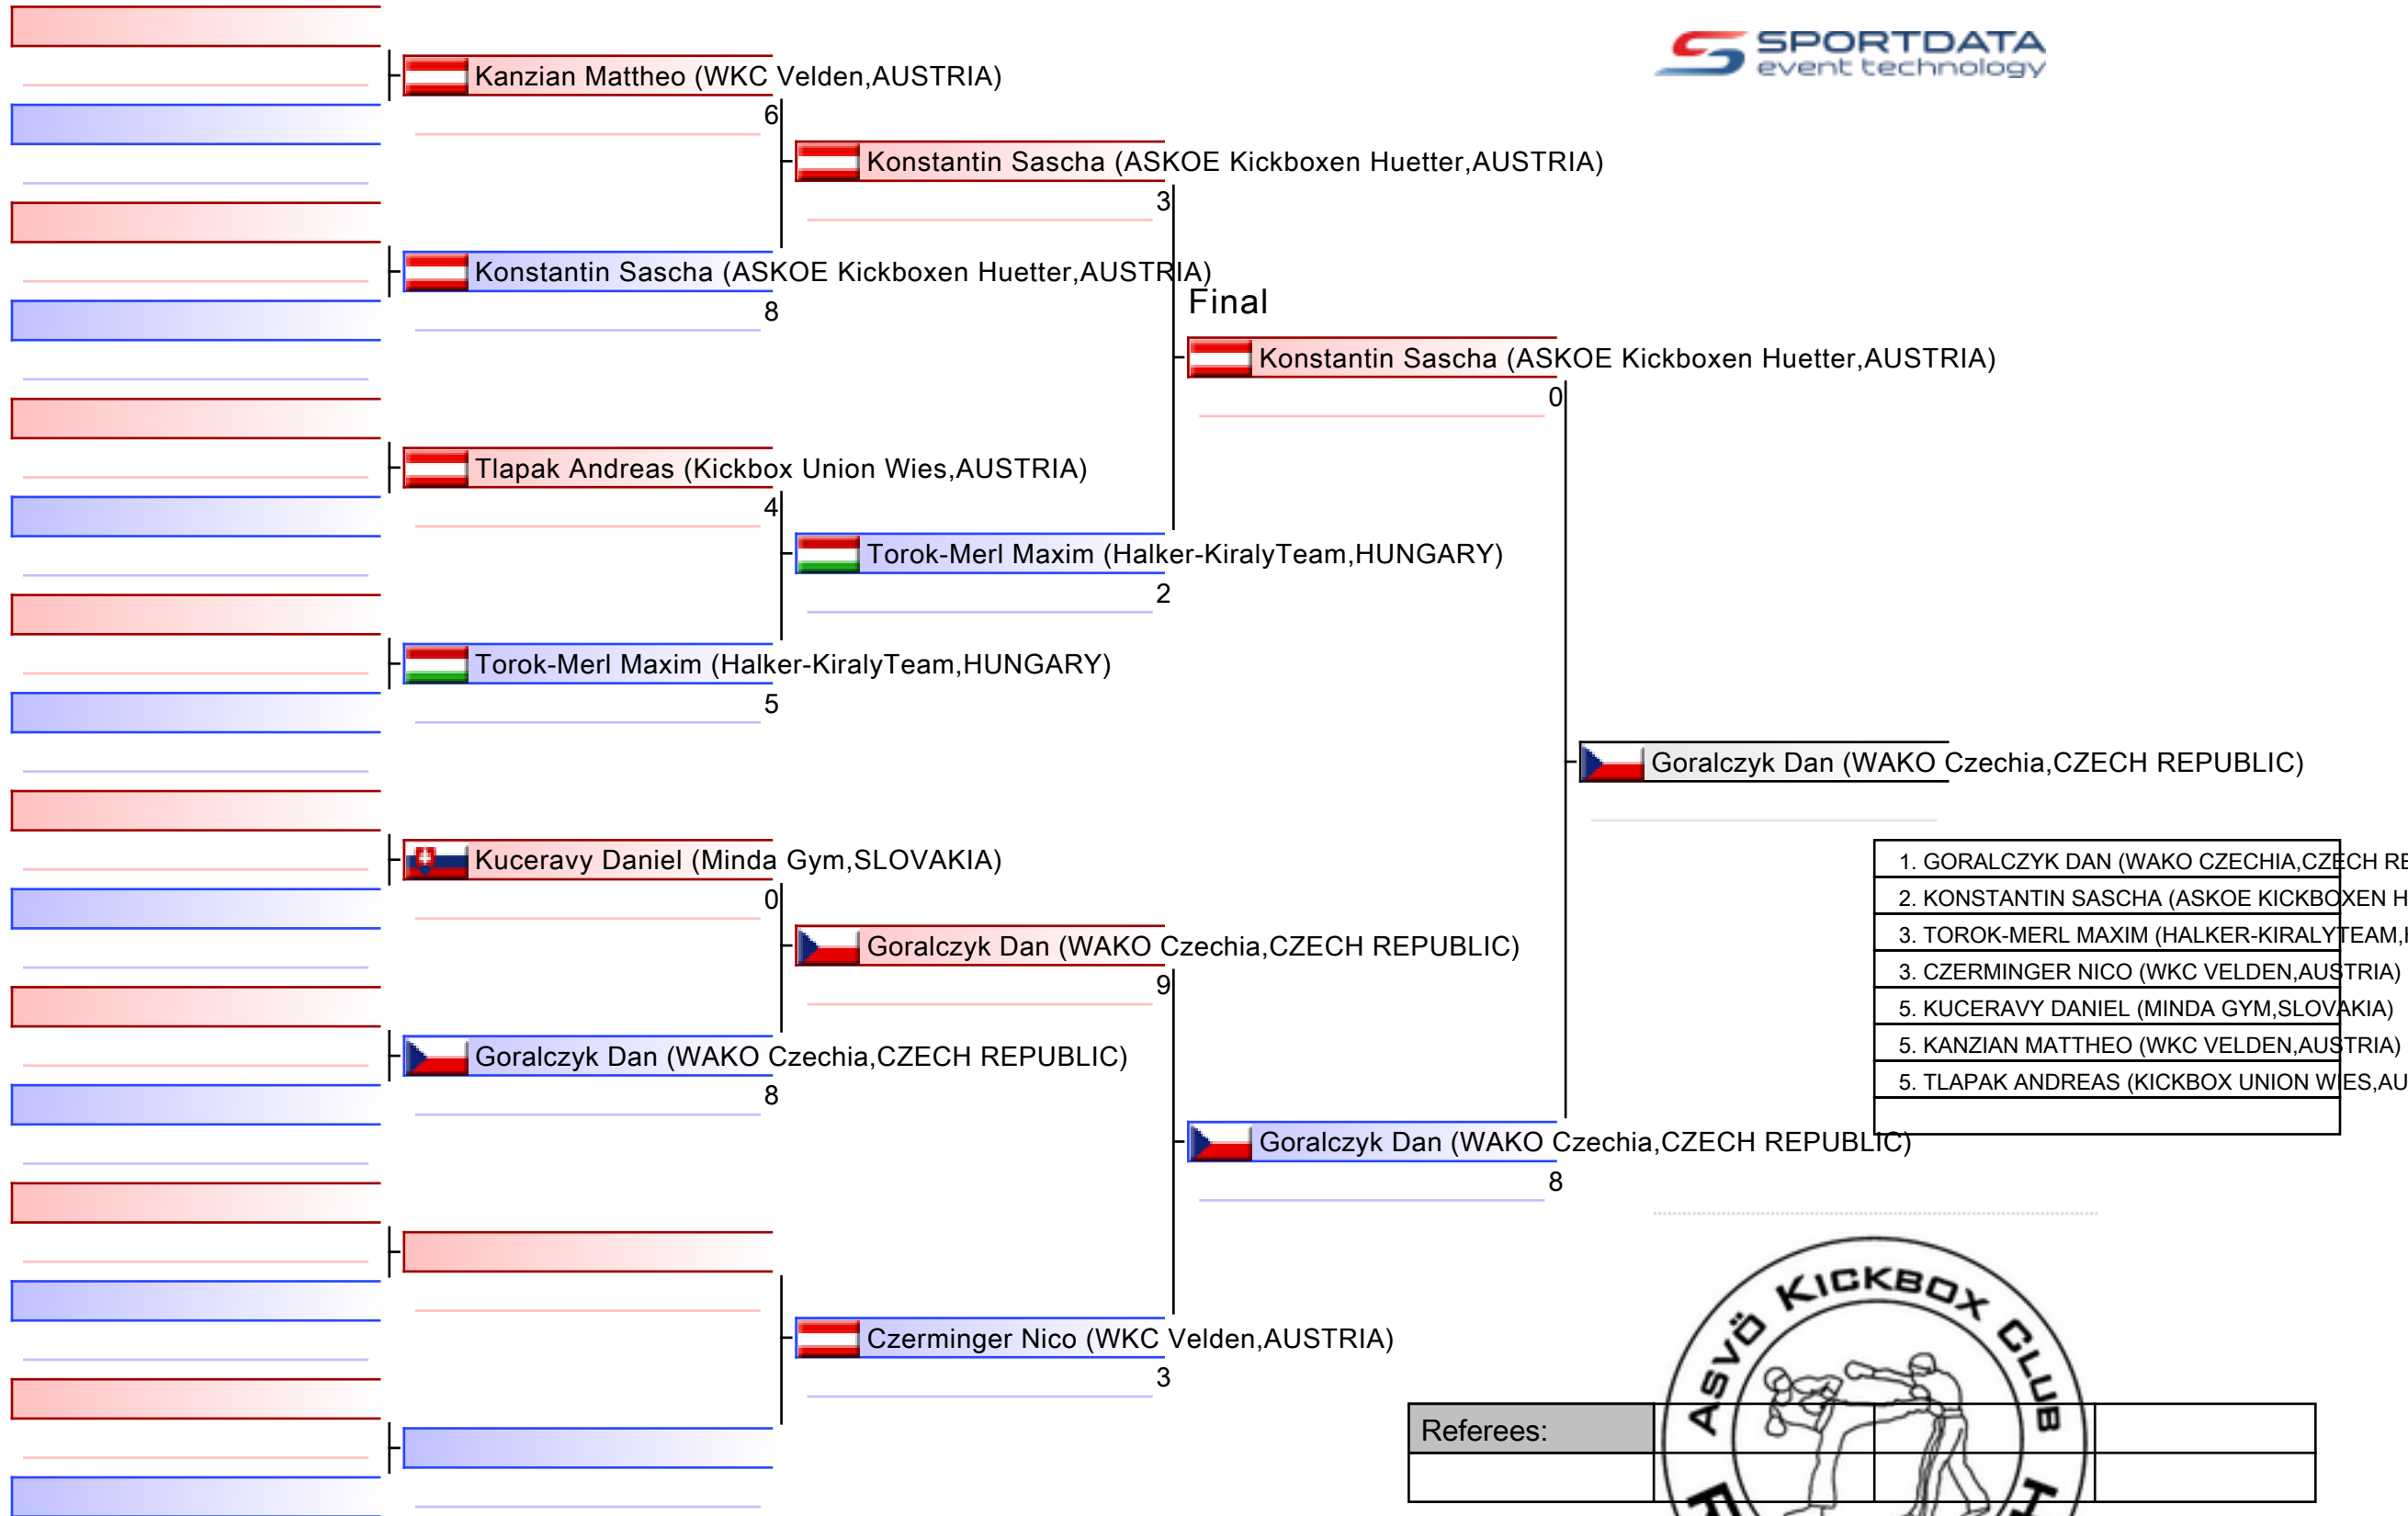 SPORTDATA
event technology
Kanzian Mattheo (WKC Velden,AUSTRIA)
6
Konstantin Sascha (ASKOE Kickboxen Huetter,AUSTRIA)
3
Konstantin Sascha (ASKOE Kickboxen Huetter,AUSTRIA)
8
Final
Konstantin Sascha (ASKOE Kickboxen Huetter,AUSTRIA)
0
Tlapak Andreas (Kickbox Union Wies,AUSTRIA)
4
Torok-Merl Maxim (Halker-KiralyTeam,HUNGARY)
2
Torok-Merl Maxim (Halker-KiralyTeam,HUNGARY)
5
Goralczyk Dan (WAKO Czechia,CZECH REPUBLIC)
Kuceravy Daniel (Minda Gym,SLOVAKIA)
0
Goralczyk Dan (WAKO Czechia,CZECH REPUBLIC)
9
Goralczyk Dan (WAKO Czechia,CZECH REPUBLIC)
8
Goralczyk Dan (WAKO Czechia,CZECH REPUBLIC)
8
Czerminger Nico (WKC Velden,AUSTRIA)
3
1. GORALCZYK DAN (WAKO CZECHIA,CZECH RE
2. KONSTANTIN SASCHA (ASKOE KICKBOXEN H
3. TOROK-MERL MAXIM (HALKER-KIRALYTEAM,H
3. CZERMINGER NICO (WKC VELDEN,AUSTRIA)
5. KUCERAVY DANIEL (MINDA GYM,SLOVAKIA)
5. KANZIAN MATTHEO (WKC VELDEN,AUSTRIA)
5. TLAPAK ANDREAS (KICKBOX UNION WIES,AU
ASVÖ KICKBOX CLUB
Referees: